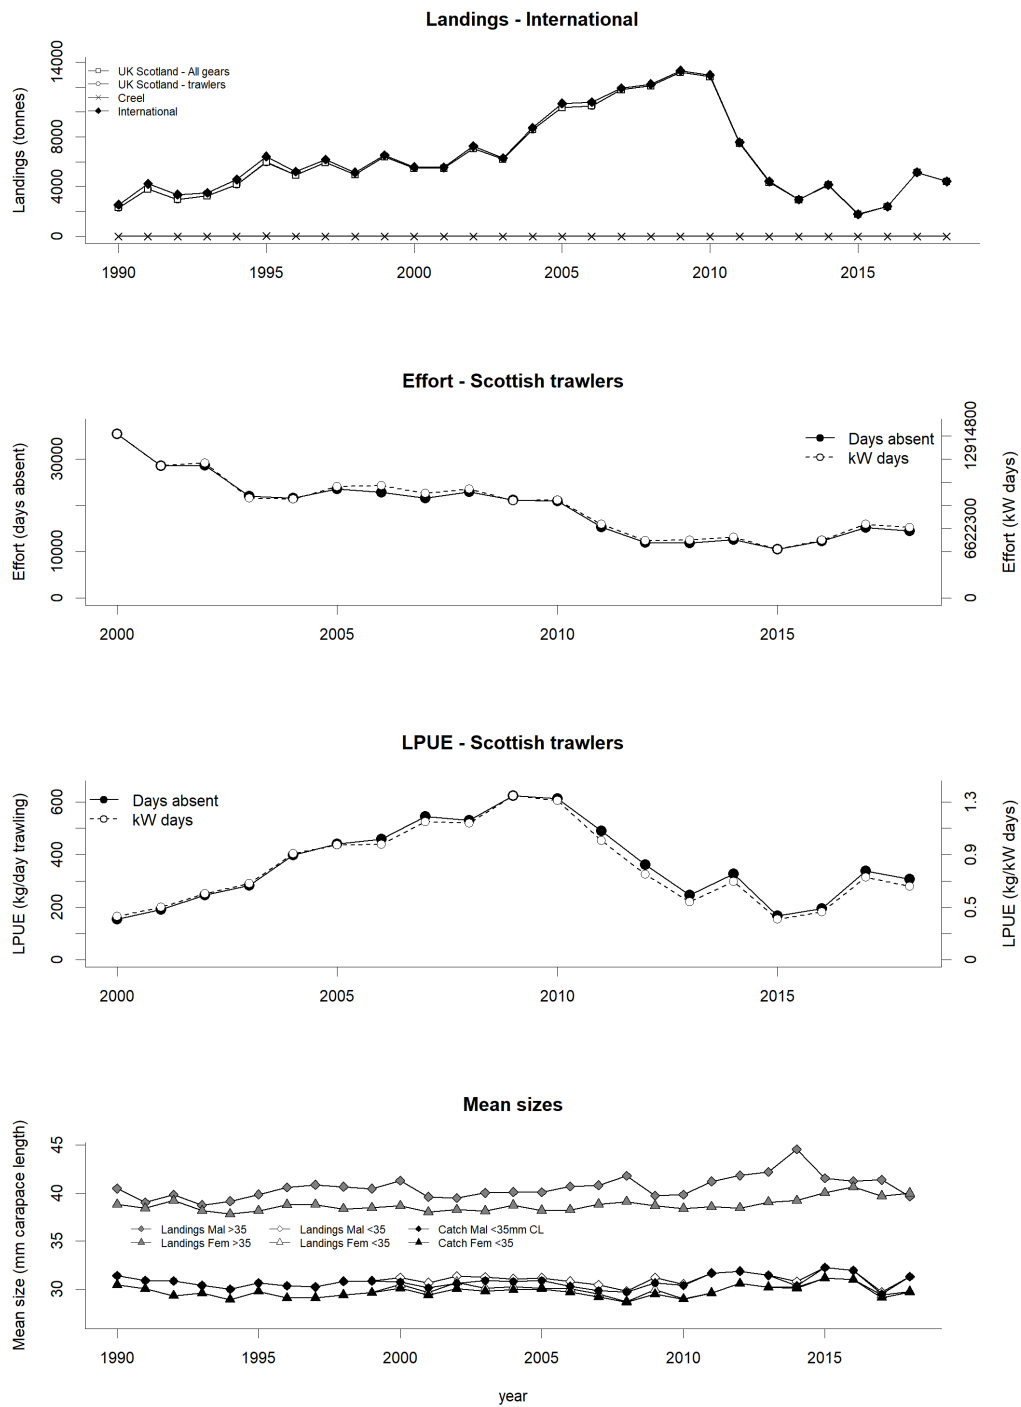 Landings - International
Landings (tonnes)
0
4000
8000
14000
UK Scotland - All gears
UK Scotland - trawlers
Creel
International
1990 1995 2000 2005 2010 2015
Effort - Scottish trawlers
Effort (days absent)
0
10000
30000
Days absent
kW days
0
6622300
12914800
Effort (kW days)
2000 2005 2010 2015
LPUE - Scottish trawlers
LPUE (kg/day trawling)
0
200
400
600
Days absent
kW days
0
0.5
0.9
1.3
LPUE (kg/kW days)
2000 2005 2010 2015
Mean sizes
Mean size (mm carapace length)
30
35
40
45
Landings Mal >35 Landings Mal <35 Catch Mal <35mm CL
Landings Fem >35 Landings Fem <35 Catch Fem <35
1990 1995 2000 2005 2010 2015
year